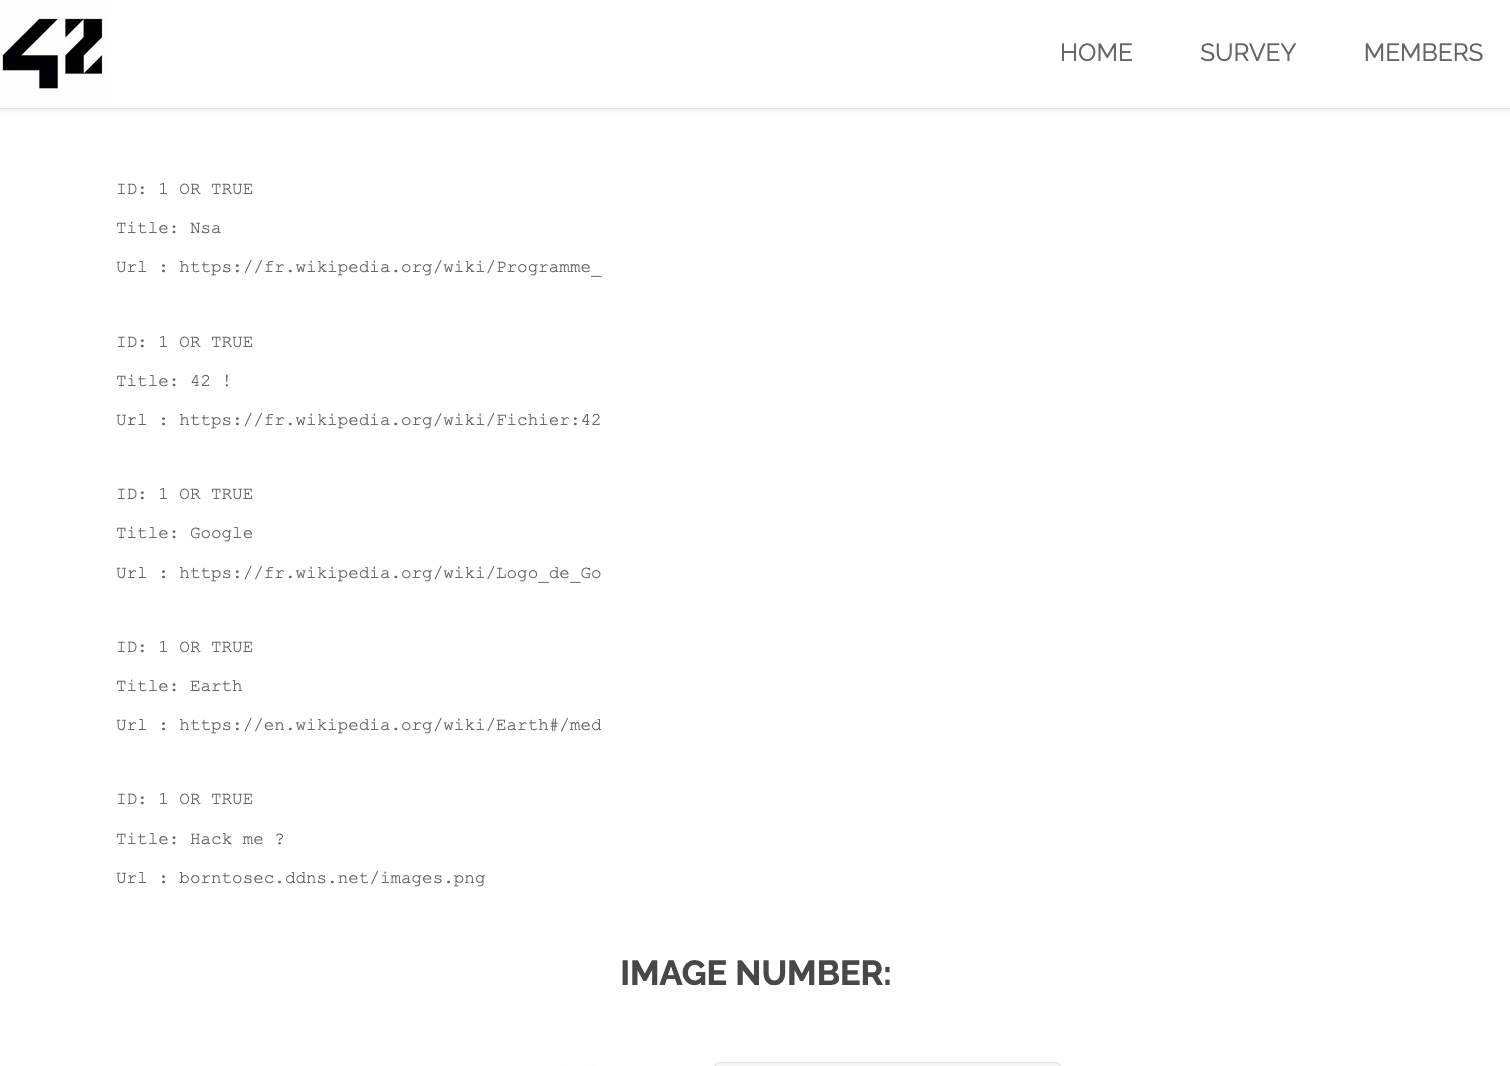 42
HOME SURVEY MEMBERS
ID: 1 OR TRUE
Title: Nsa
Url : https://fr.wikipedia.org/wiki/Programme_
ID: 1 OR TRUE
Title: 42 !
Url : https://fr.wikipedia.org/wiki/Fichier:42
ID: 1 OR TRUE
Title: Google
Url : https://fr.wikipedia.org/wiki/Logo_de_Go
ID: 1 OR TRUE
Title: Earth
Url : https://en.wikipedia.org/wiki/Earth#/med
ID: 1 OR TRUE
Title: Hack me ?
Url : borntosec.ddns.net/images.png
IMAGE NUMBER: